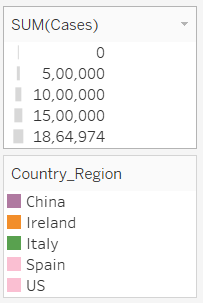 SUM(Cases)
0
5,00,000
10,00,000
15,00,000
18,64,974
Country_Region
China
Ireland
Italy
Spain
US